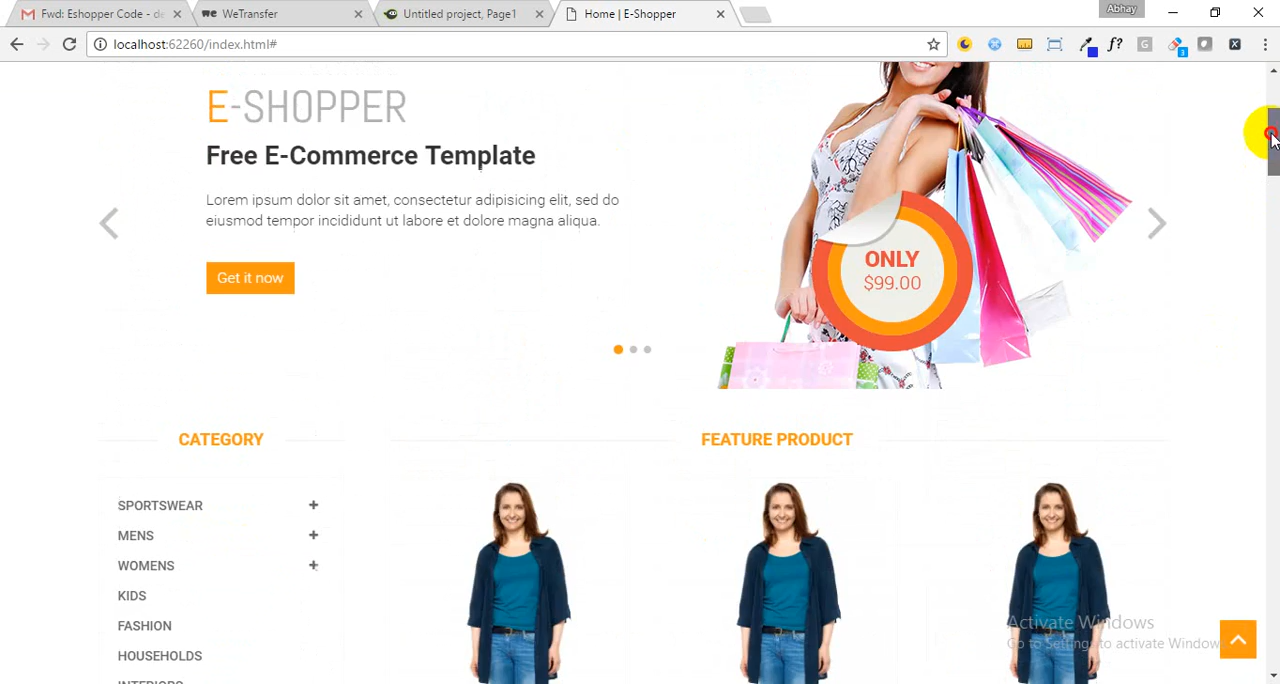 Fwd: Eshopper Code - de
WeTransfer
Untitled project, Page1
Home | E-Shopper
Abhay
localhost:62260/index.html#
E-SHOPPER
Free E-Commerce Template
Lorem ipsum dolor sit amet, consectetur adipisicing elit, sed do
eiusmod tempor incididunt ut labore et dolore magna aliqua.
Get it now
ONLY
$99.00
CATEGORY
FEATURE PRODUCT
SPORTSWEAR +
MENS +
WOMENS +
KIDS
FASHION
HOUSEHOLDS
INTERIORS
Activate Windows
Go to Settings to activate Windows